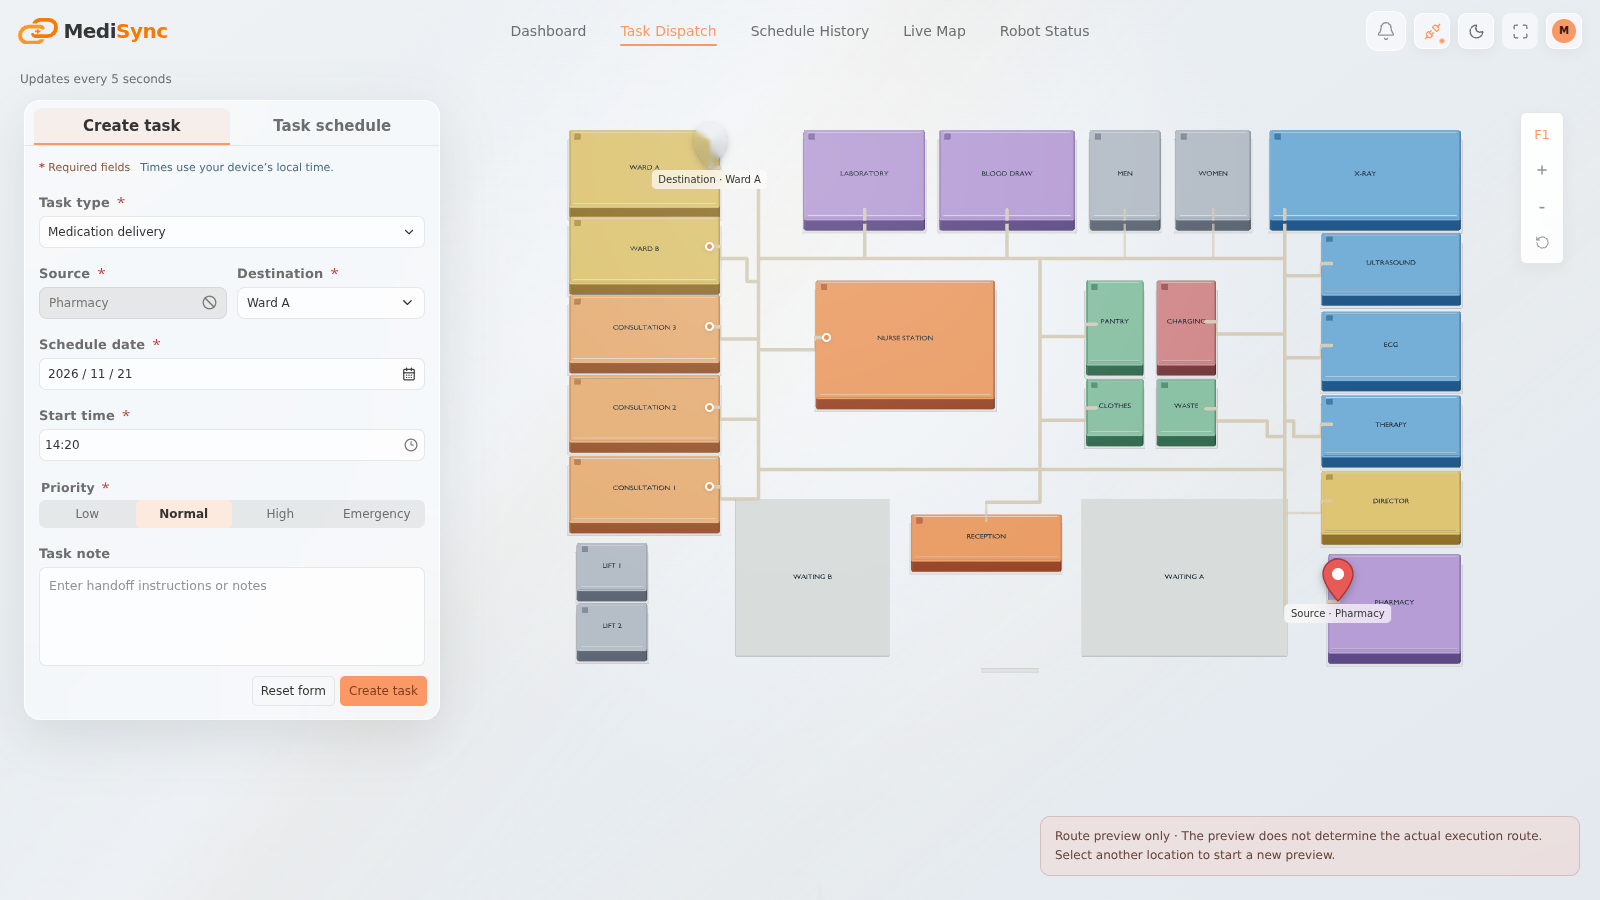 MediSync
Dashboard
Task Dispatch
Schedule History
Live Map
Robot Status
M
Updates every 5 seconds
Create task
Task schedule
* Required fields Times use your device's local time.
Task type *
Medication delivery
Source *
Destination *
Pharmacy
Ward A
Schedule date *
2026 / 11 / 21
Start time *
14:20
Priority *
Low
Normal
High
Emergency
Task note
Enter handoff instructions or notes
Reset form
Create task
WARD A
Destination · Ward A
WARD B
CONSULTATION 3
CONSULTATION 2
CONSULTATION 1
LIFT 1
LIFT 2
LABORATORY
BLOOD DRAW
MEN
WOMEN
X-RAY
NURSE STATION
PANTRY
CHARGING
CLOTHES
WASTE
ULTRASOUND
ECG
THERAPY
DIRECTOR
WAITING B
RECEPTION
WAITING A
PHARMACY
Source · Pharmacy
F1
+
-
Route preview only · The preview does not determine the actual execution route.
Select another location to start a new preview.